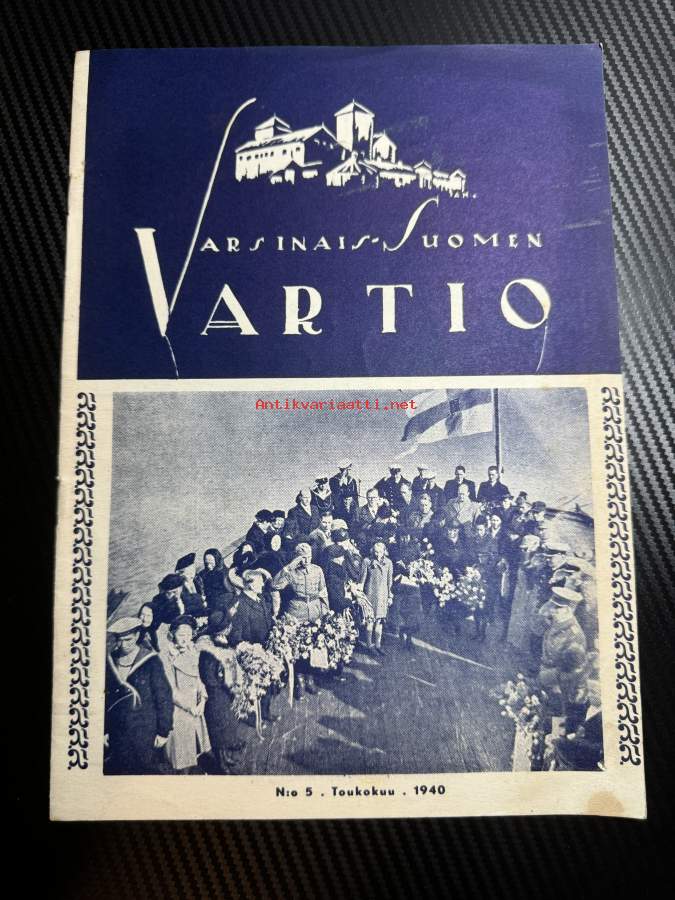 VARSINAIS-SUOMEN
VARTIO
Antikvariaatti.net
N:o 5 . Toukokuu . 1940